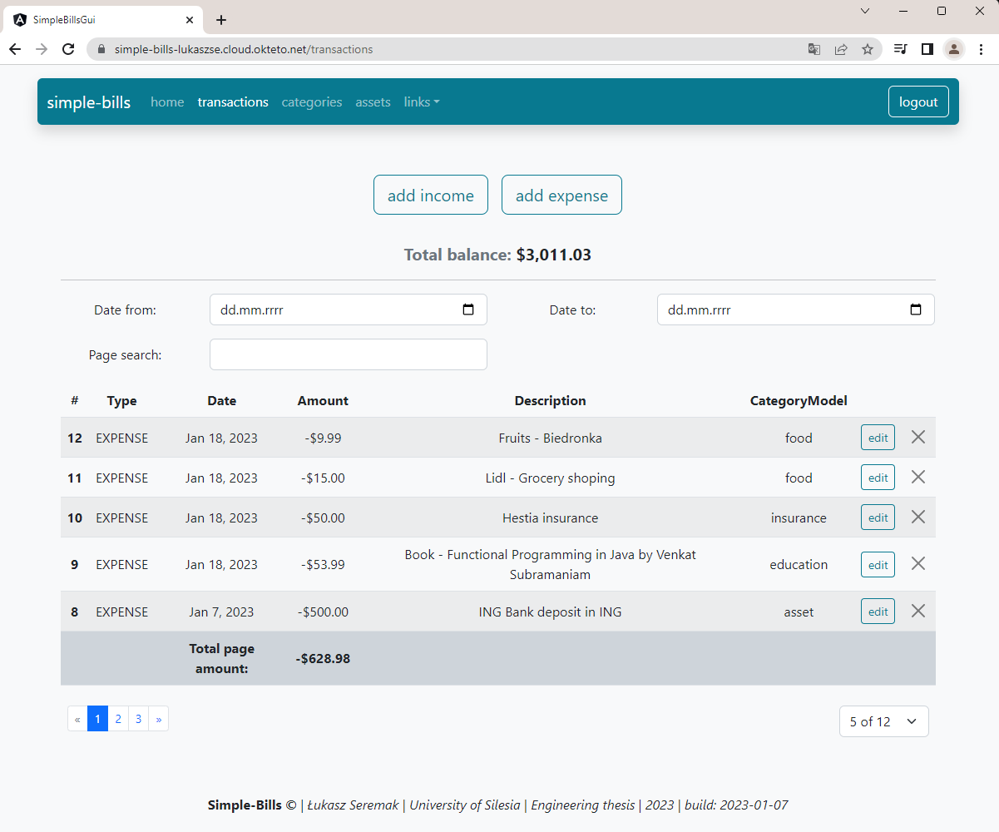 SimpleBillsGui
simple-bills-lukaszse.cloud.okteto.net/transactions
simple-bills home transactions categories assets links logout
add income add expense
Total balance: $3,011.03
Date from: dd.mm.rrrr Date to: dd.mm.rrrr
Page search:
# Type Date Amount Description CategoryModel
12 EXPENSE Jan 18, 2023 -$9.99 Fruits - Biedronka food edit
11 EXPENSE Jan 18, 2023 -$15.00 Lidl - Grocery shoping food edit
10 EXPENSE Jan 18, 2023 -$50.00 Hestia insurance insurance edit
9 EXPENSE Jan 18, 2023 -$53.99 Book - Functional Programming in Java by Venkat
Subramaniam education edit
8 EXPENSE Jan 7, 2023 -$500.00 ING Bank deposit in ING asset edit
Total page
amount: -$628.98
« 1 2 3 » 5 of 12
Simple-Bills © | Łukasz Seremak | University of Silesia | Engineering thesis | 2023 | build: 2023-01-07